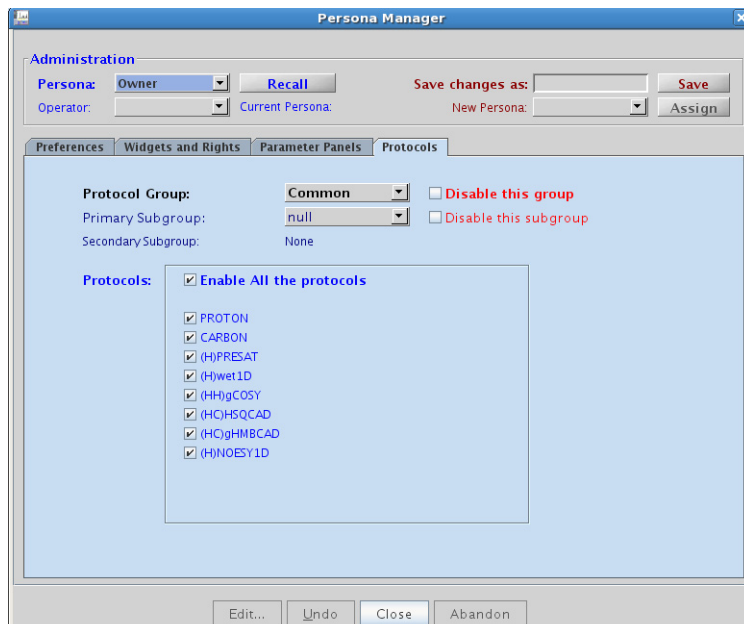 Persona Manager
Administration
Persona: Owner Recall Save changes as: Save
Operator: Current Persona: New Persona: Assign
Preferences Widgets and Rights Parameter Panels Protocols
Protocol Group: Common Disable this group
Primary Subgroup: null Disable this subgroup
Secondary Subgroup: None
Protocols: Enable All the protocols
PROTON
CARBON
(H)PRESAT
(H)wet1D
(HH)gCOSY
(HC)HSQCAD
(HC)gHMBCAD
(H)NOESY1D
Edit... Undo Close Abandon